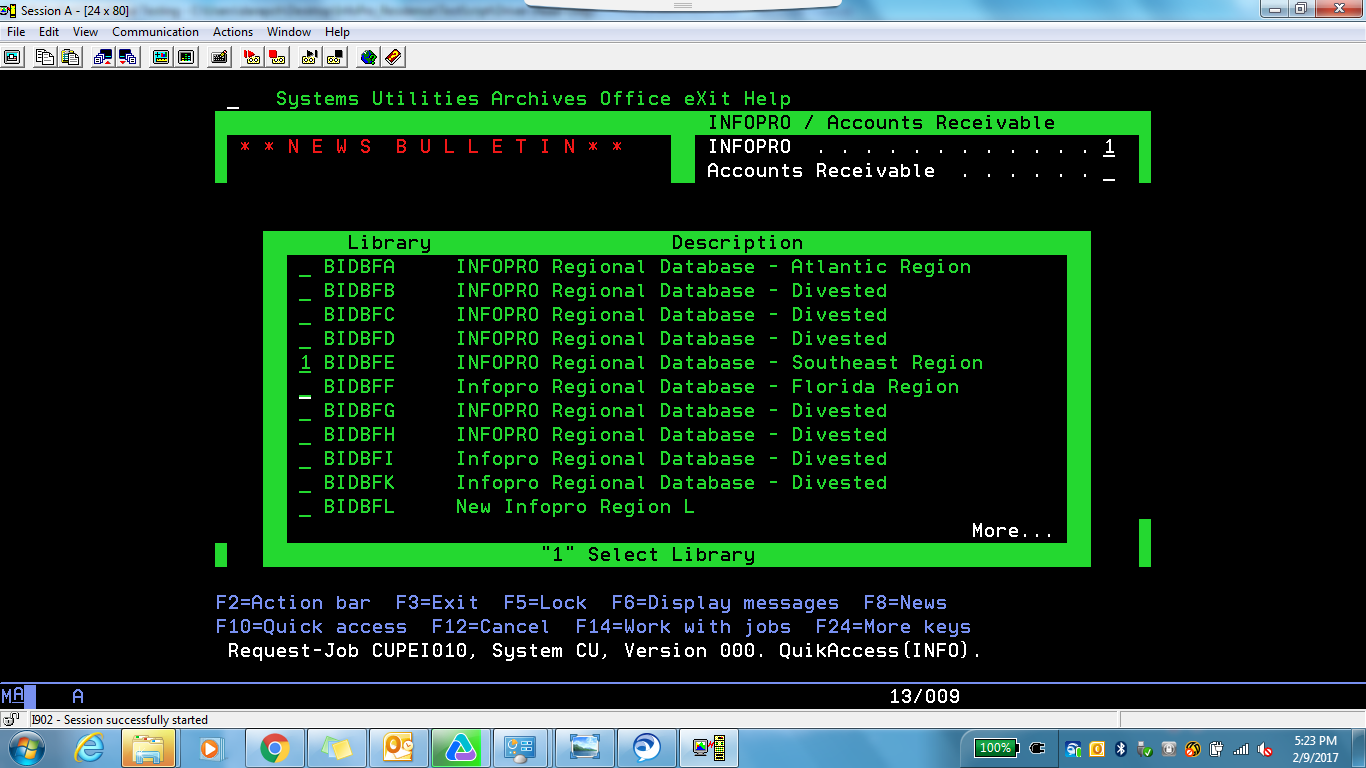 Session A - [24 x 80]
File Edit View Communication Actions Window Help
_ Systems Utilities Archives Office eXit Help
INFOPRO / Accounts Receivable
* * N E W S B U L L E T I N * *
INFOPRO . . . . . . . . . . . . 1
Accounts Receivable . . . . . . _
Library Description
_ BIDBFA INFOPRO Regional Database - Atlantic Region
_ BIDBFB INFOPRO Regional Database - Divested
_ BIDBFC INFOPRO Regional Database - Divested
_ BIDBFD INFOPRO Regional Database - Divested
1 BIDBFE INFOPRO Regional Database - Southeast Region
_ BIDBFF Infopro Regional Database - Florida Region
_ BIDBFG INFOPRO Regional Database - Divested
_ BIDBFH INFOPRO Regional Database - Divested
_ BIDBFI Infopro Regional Database - Divested
_ BIDBFK Infopro Regional Database - Divested
_ BIDBFL New Infopro Region L
More...
"1" Select Library
F2=Action bar F3=Exit F5=Lock F6=Display messages F8=News
F10=Quick access F12=Cancel F14=Work with jobs F24=More keys
Request-Job CUPEIO10, System CU, Version 000. QuikAccess(INFO).
MA A 13/009
I902 - Session successfully started
100%
5:23 PM
2/9/2017